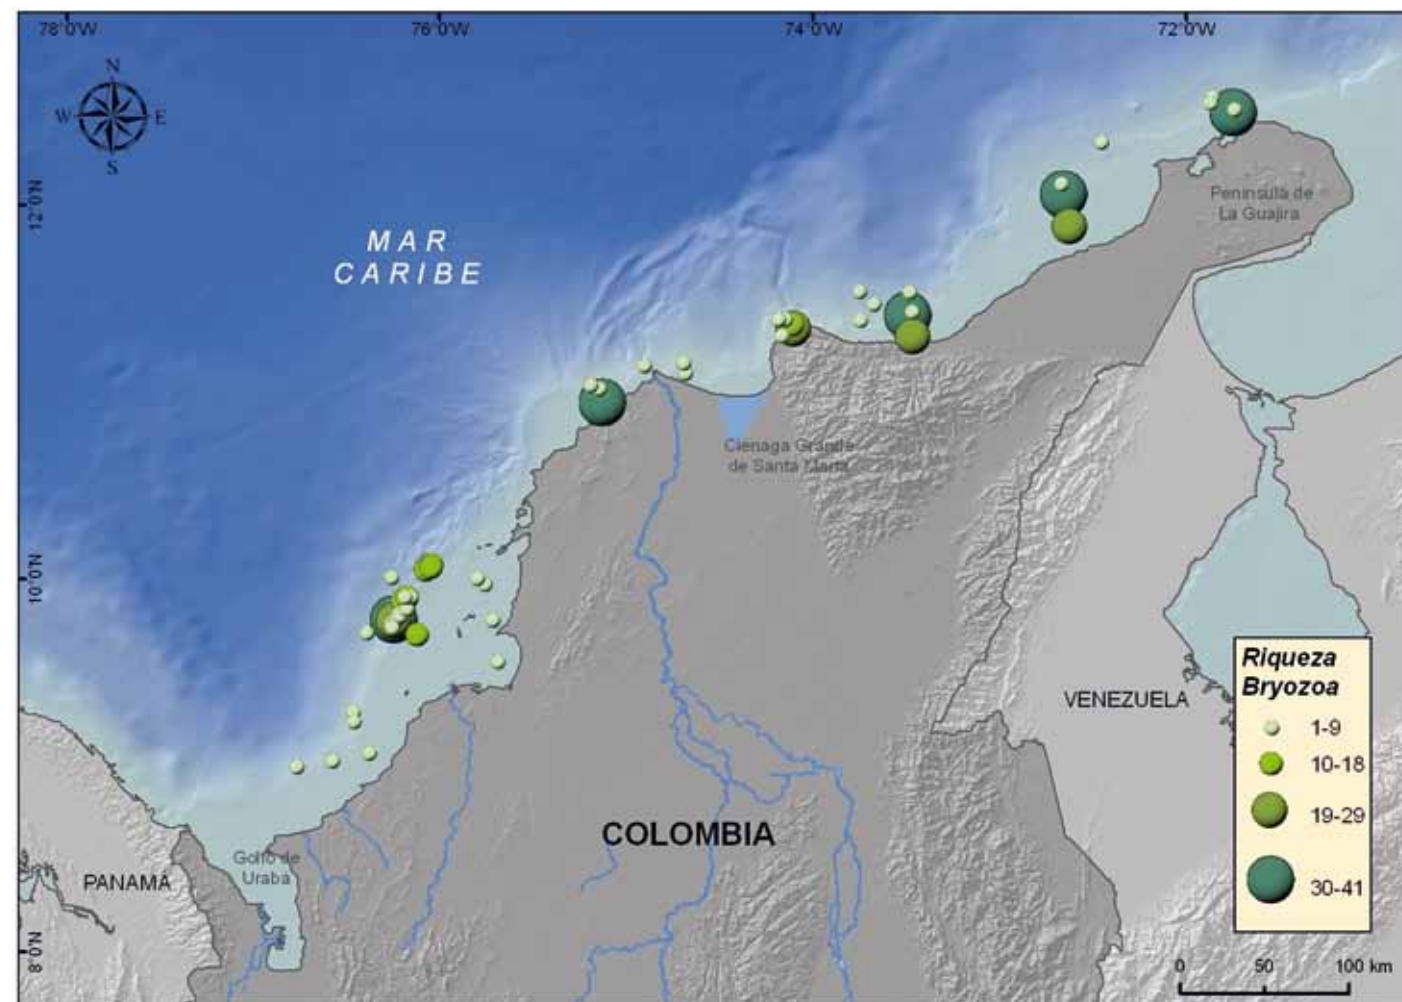 78°0'W
76°0'W
74°0'W
72°0'W
N
W
E
S
12°0'N
Peninsula de
La Guajira
MAR
CARIBE
Cienaga Grande
de Santa Marta
10°0'N
Riqueza
Bryozoa
1-9
10-18
19-29
30-41
VENEZUELA
COLOMBIA
Golfo de
Uraba
PANAMÁ
8°0'N
0
50
100 km